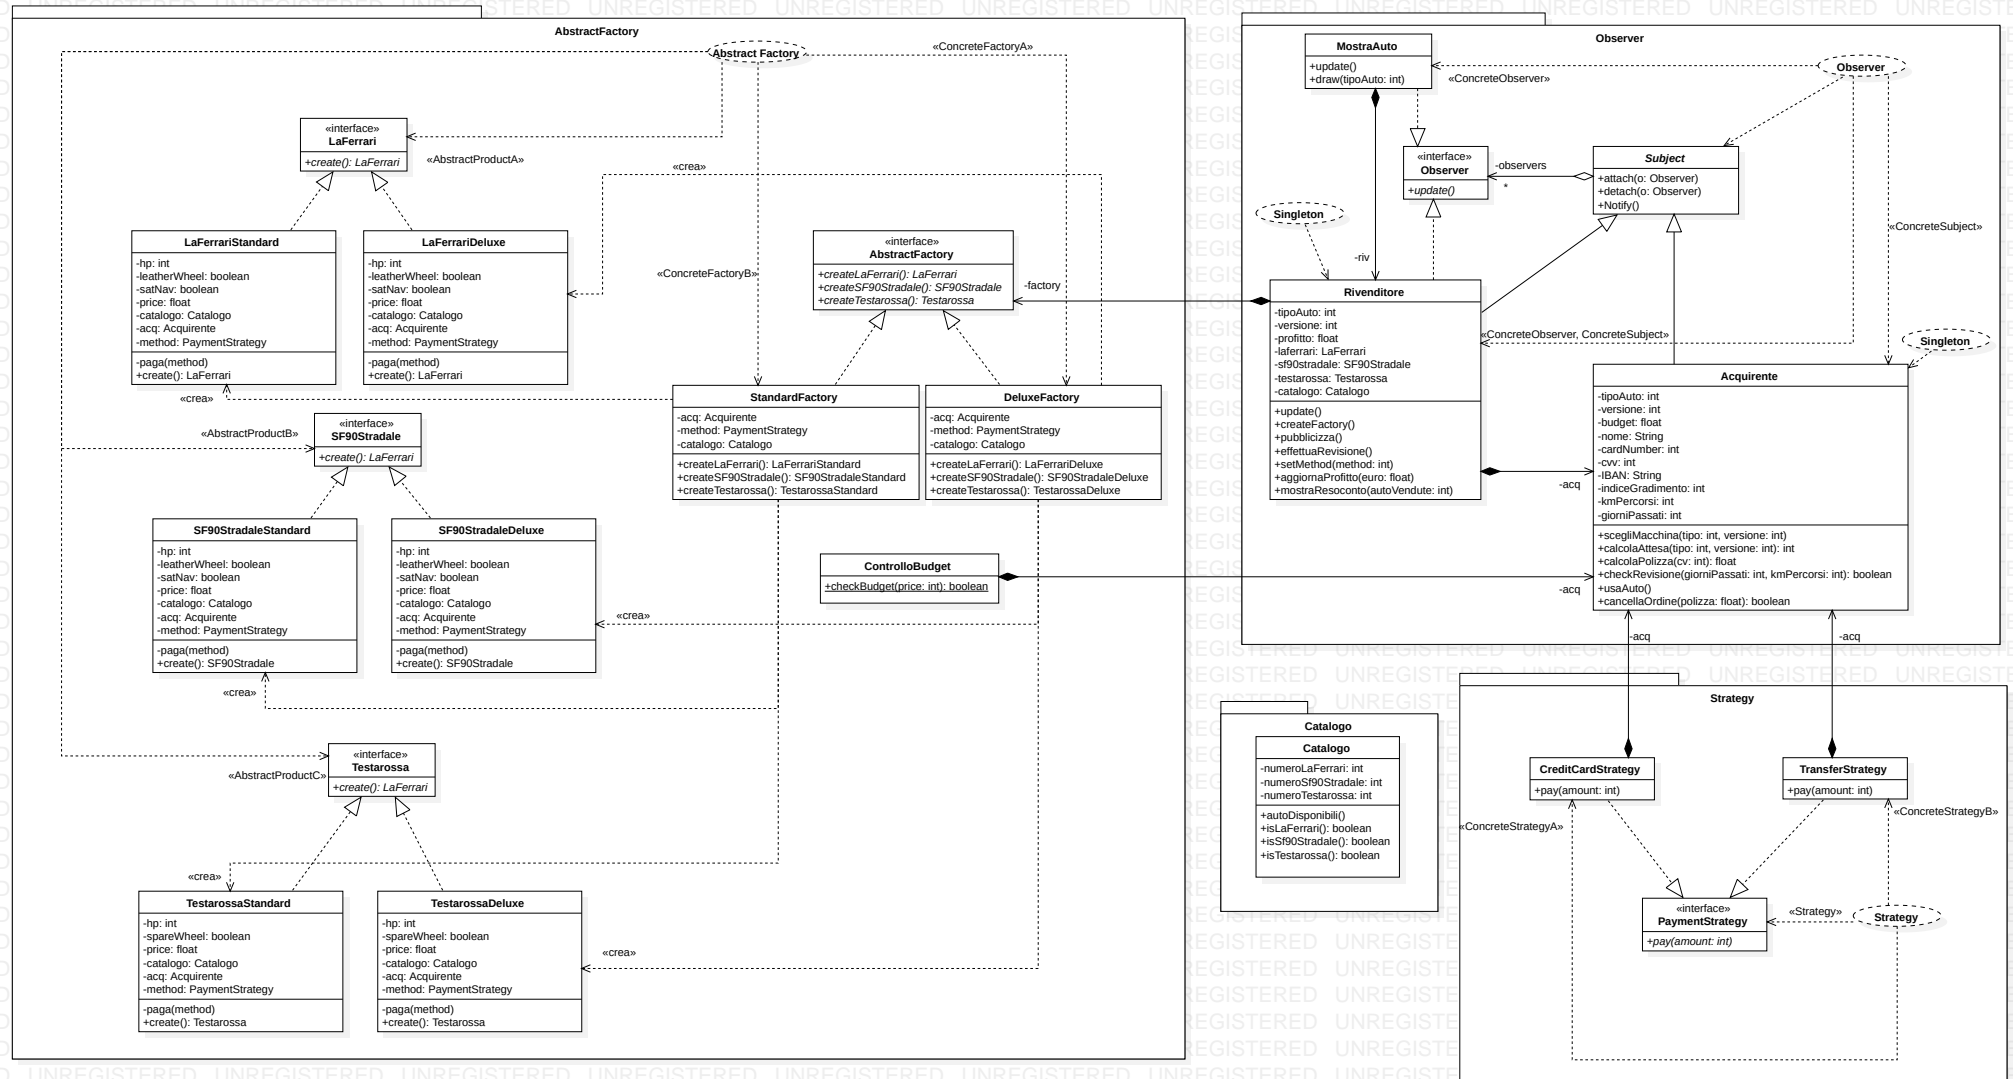 AbstractFactory
Abstract Factory
«ConcreteFactoryA»
«interface»
LaFerrari
+create(): LaFerrari
«AbstractProductA»
«crea»
LaFerrariStandard
-hp: int
-leatherWheel: boolean
-satNav: boolean
-price: float
-catalogo: Catalogo
-acq: Acquirente
-method: PaymentStrategy
-paga(method)
+create(): LaFerrari
LaFerrariDeluxe
-hp: int
-leatherWheel: boolean
-satNav: boolean
-price: float
-catalogo: Catalogo
-acq: Acquirente
-method: PaymentStrategy
-paga(method)
+create(): LaFerrari
«ConcreteFactoryB»
«interface»
AbstractFactory
+createLaFerrari(): LaFerrari
+createSF90Stradale(): SF90Stradale
+createTestarossa(): Testarossa
-factory
«crea»
StandardFactory
-acq: Acquirente
-method: PaymentStrategy
-catalogo: Catalogo
+createLaFerrari(): LaFerrariStandard
+createSF90Stradale(): SF90StradaleStandard
+createTestarossa(): TestarossaStandard
DeluxeFactory
-acq: Acquirente
-method: PaymentStrategy
-catalogo: Catalogo
+createLaFerrari(): LaFerrariDeluxe
+createSF90Stradale(): SF90StradaleDeluxe
+createTestarossa(): TestarossaDeluxe
«AbstractProductB»
«interface»
SF90Stradale
+create(): LaFerrari
SF90StradaleStandard
-hp: int
-leatherWheel: boolean
-satNav: boolean
-price: float
-catalogo: Catalogo
-acq: Acquirente
-method: PaymentStrategy
-paga(method)
+create(): SF90Stradale
SF90StradaleDeluxe
-hp: int
-leatherWheel: boolean
-satNav: boolean
-price: float
-catalogo: Catalogo
-acq: Acquirente
-method: PaymentStrategy
-paga(method)
+create(): SF90Stradale
«crea»
«crea»
ControlloBudget
+checkBudget(price: int): boolean
-acq
«AbstractProductC»
«interface»
Testarossa
+create(): LaFerrari
«crea»
TestarossaStandard
-hp: int
-spareWheel: boolean
-price: float
-catalogo: Catalogo
-acq: Acquirente
-method: PaymentStrategy
-paga(method)
+create(): Testarossa
TestarossaDeluxe
-hp: int
-spareWheel: boolean
-price: float
-catalogo: Catalogo
-acq: Acquirente
-method: PaymentStrategy
-paga(method)
+create(): Testarossa
«crea»
Observer
MostraAuto
+update()
+draw(tipoAuto: int)
«ConcreteObserver»
Observer
«interface»
Observer
+update()
-observers
*
Subject
+attach(o: Observer)
+detach(o: Observer)
+Notify()
Singleton
«ConcreteSubject»
-riv
Rivenditore
-tipoAuto: int
-versione: int
-profitto: float
-laferrari: LaFerrari
-sf90stradale: SF90Stradale
-testarossa: Testarossa
-catalogo: Catalogo
+update()
+createFactory()
+pubblicizza()
+effettuaRevisione()
+setMethod(method: int)
+aggiornaProfitto(euro: float)
+mostraResoconto(autoVendute: int)
«ConcreteObserver, ConcreteSubject»
Singleton
-acq
Acquirente
-tipoAuto: int
-versione: int
-budget: float
-nome: String
-cardNumber: int
-cvv: int
-IBAN: String
-indiceGradimento: int
-kmPercorsi: int
-giorniPassati: int
+scegliMacchina(tipo: int, versione: int)
+calcolaAttesa(tipo: int, versione: int): int
+calcolaPolizza(cv: int): float
+checkRevisione(giorniPassati: int, kmPercorsi: int): boolean
+usaAuto()
+cancellaOrdine(polizza: float): boolean
-acq
-acq
Catalogo
Catalogo
-numeroLaFerrari: int
-numeroSf90Stradale: int
-numeroTestarossa: int
+autoDisponibili()
+isLaFerrari(): boolean
+isSf90Stradale(): boolean
+isTestarossa(): boolean
Strategy
CreditCardStrategy
+pay(amount: int)
TransferStrategy
+pay(amount: int)
«ConcreteStrategyA»
«ConcreteStrategyB»
«interface»
PaymentStrategy
+pay(amount: int)
«Strategy»
Strategy
UNREGISTERED